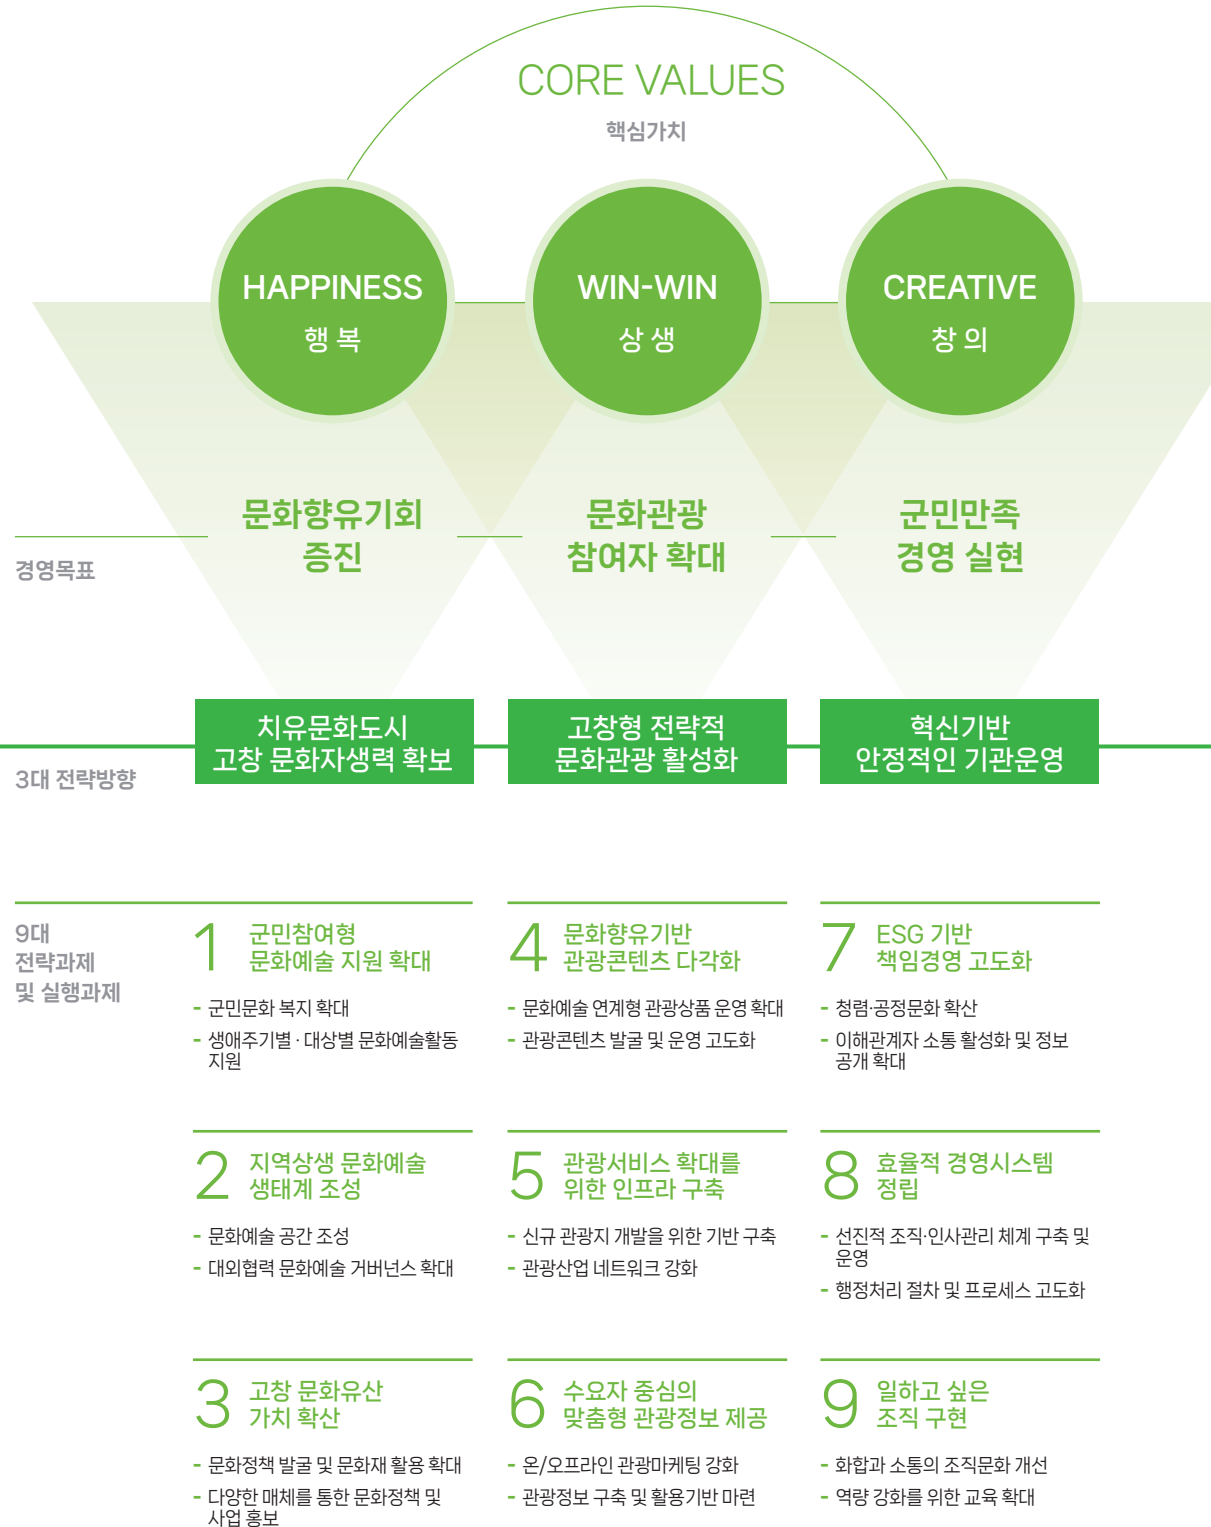 CORE VALUES
핵심가치
HAPPINESS
행 복
WIN-WIN
상 생
CREATIVE
창 의
경영목표
문화향유기회
증진
문화관광
참여자 확대
군민만족
경영 실현
3대 전략방향
치유문화도시
고창 문화자생력 확보
고창형 전략적
문화관광 활성화
혁신기반
안정적인 기관운영
9대
전략과제
및 실행과제
1
군민참여형
문화예술 지원 확대
- 군민문화 복지 확대
- 생애주기별 · 대상별 문화예술활동
지원
4
문화향유기반
관광콘텐츠 다각화
- 문화예술 연계형 관광상품 운영 확대
- 관광콘텐츠 발굴 및 운영 고도화
7
ESG 기반
책임경영 고도화
- 청렴·공정문화 확산
- 이해관계자 소통 활성화 및 정보
공개 확대
2
지역상생 문화예술
생태계 조성
- 문화예술 공간 조성
- 대외협력 문화예술 거버넌스 확대
5
관광서비스 확대를
위한 인프라 구축
- 신규 관광지 개발을 위한 기반 구축
- 관광산업 네트워크 강화
8
효율적 경영시스템
정립
- 선진적 조직·인사관리 체계 구축 및
운영
- 행정처리 절차 및 프로세스 고도화
3
고창 문화유산
가치 확산
- 문화정책 발굴 및 문화재 활용 확대
- 다양한 매체를 통한 문화정책 및
사업 홍보
6
수요자 중심의
맞춤형 관광정보 제공
- 온/오프라인 관광마케팅 강화
- 관광정보 구축 및 활용기반 마련
9
일하고 싶은
조직 구현
- 화합과 소통의 조직문화 개선
- 역량 강화를 위한 교육 확대